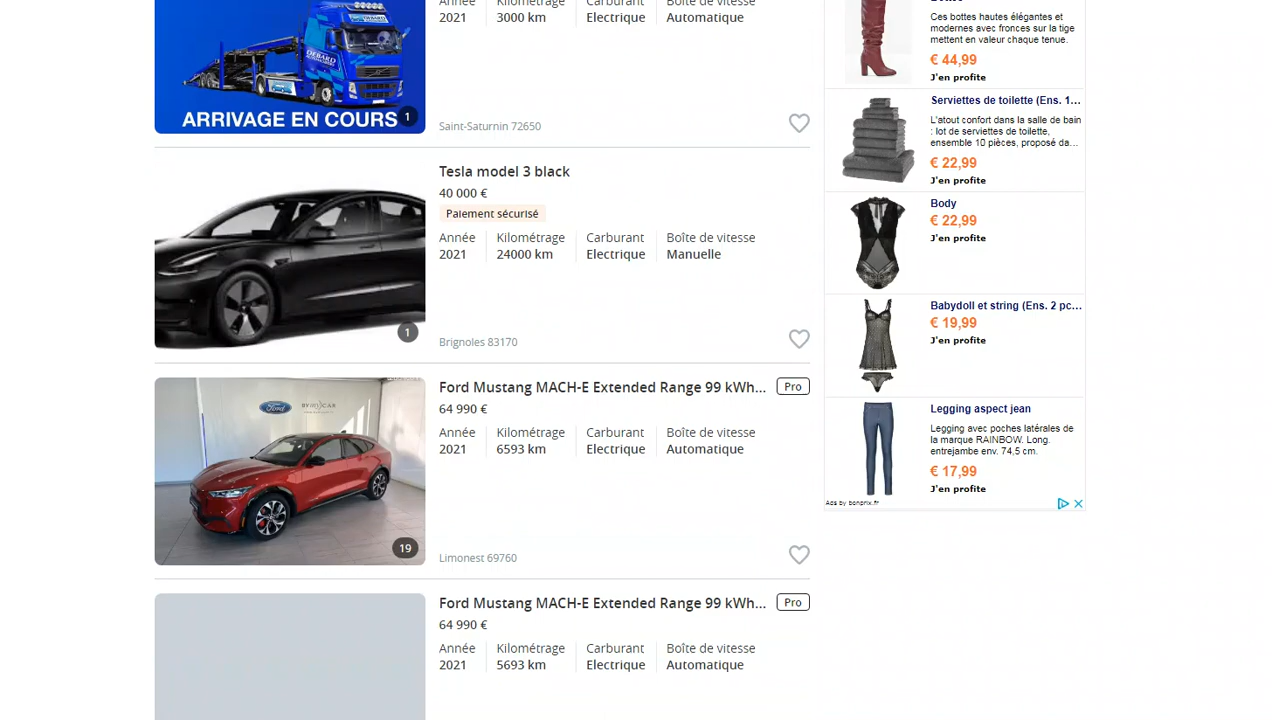 Année
Kilométrage
Carburant
Boîte de vitesse
2021
3000 km
Electrique
Automatique
DEBARD
ARRIVAGE EN COURS
1
Saint-Saturnin 72650
Tesla model 3 black
40 000 €
Paiement sécurisé
Année
Kilométrage
Carburant
Boîte de vitesse
2021
24000 km
Electrique
Manuelle
1
Brignoles 83170
Ford Mustang MACH-E Extended Range 99 kWh...
Pro
64 990 €
Année
Kilométrage
Carburant
Boîte de vitesse
2021
6593 km
Electrique
Automatique
Ford
19
Limonest 69760
Ford Mustang MACH-E Extended Range 99 kWh...
Pro
64 990 €
Année
Kilométrage
Carburant
Boîte de vitesse
2021
5693 km
Electrique
Automatique
Ces bottes hautes élégantes et
modernes avec fronces sur la tige
mettent en valeur chaque tenue.
€ 44,99
J'en profite
Serviettes de toilette (Ens. 1...
L'atout confort dans la salle de bain
: lot de serviettes de toilette,
ensemble 10 pièces, proposé da...
€ 22,99
J'en profite
Body
€ 22,99
J'en profite
Babydoll et string (Ens. 2 pc...
€ 19,99
J'en profite
Legging aspect jean
Legging avec poches latérales de
la marque RAINBOW. Long.
entrejambe env. 74,5 cm.
€ 17,99
J'en profite
Ads by bonprix.fr